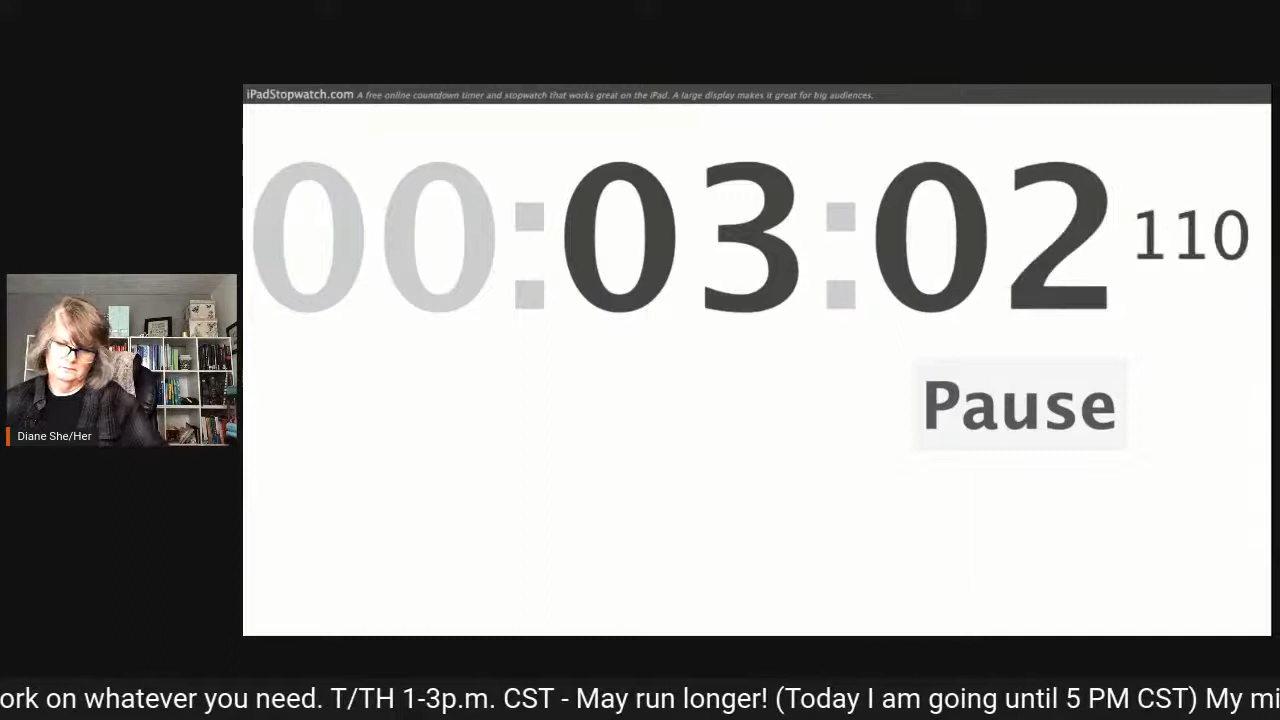 iPadStopwatch.com A free online countdown timer and stopwatch that works great on the iPad. A large display makes it great for big audiences.
00:03:02 110
Pause
Diane She/Her
ork on whatever you need. T/TH 1-3p.m. CST - May run longer! (Today I am going until 5 PM CST) My mi